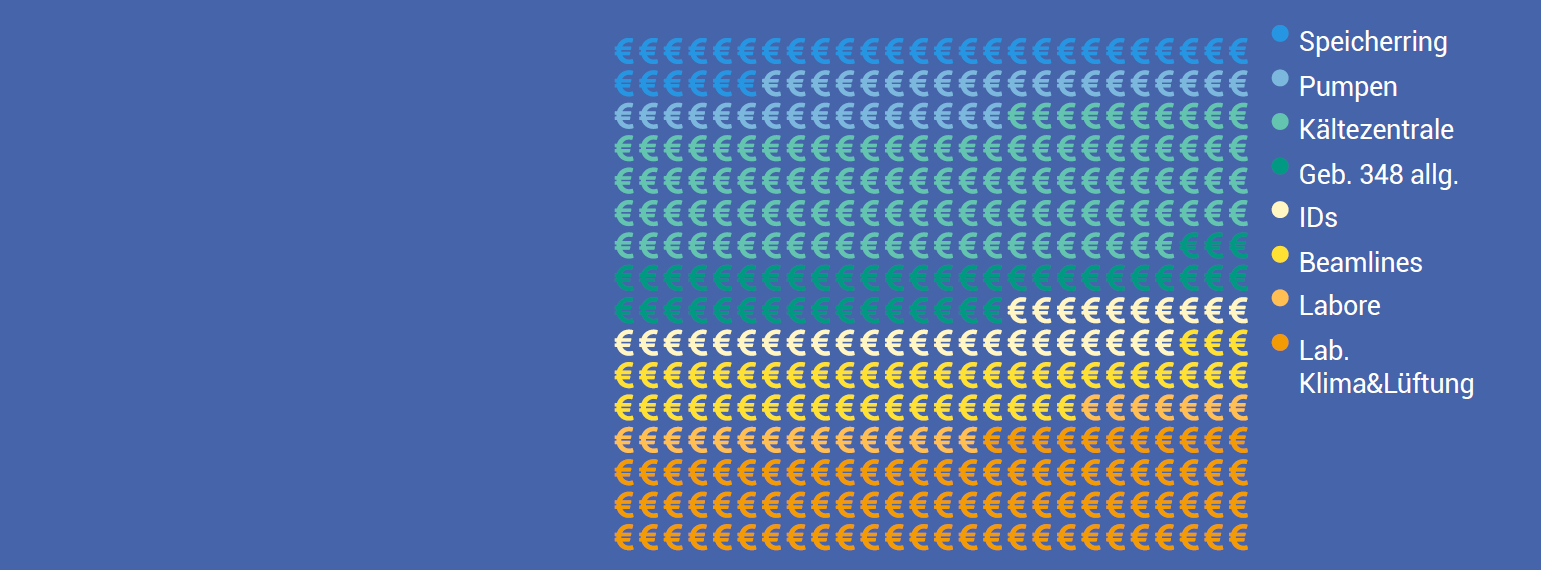 Speicherring
Pumpen
Kältezentrale
Geb. 348 allg.
IDs
Beamlines
Labore
Lab.
Klima&Lüftung